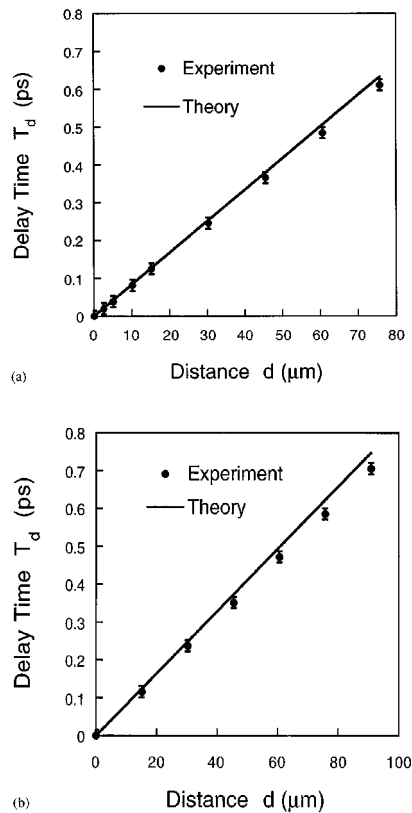 0.8
0.7
0.6
0.5
0.4
0.3
0.2
0.1
0
Delay Time T_d (ps)
Experiment
Theory
0 10 20 30 40 50 60 70 80
Distance d (μm)
(a)
0.8
0.7
0.6
0.5
0.4
0.3
0.2
0.1
0
Delay Time T_d (ps)
Experiment
Theory
0 20 40 60 80 100
Distance d (μm)
(b)